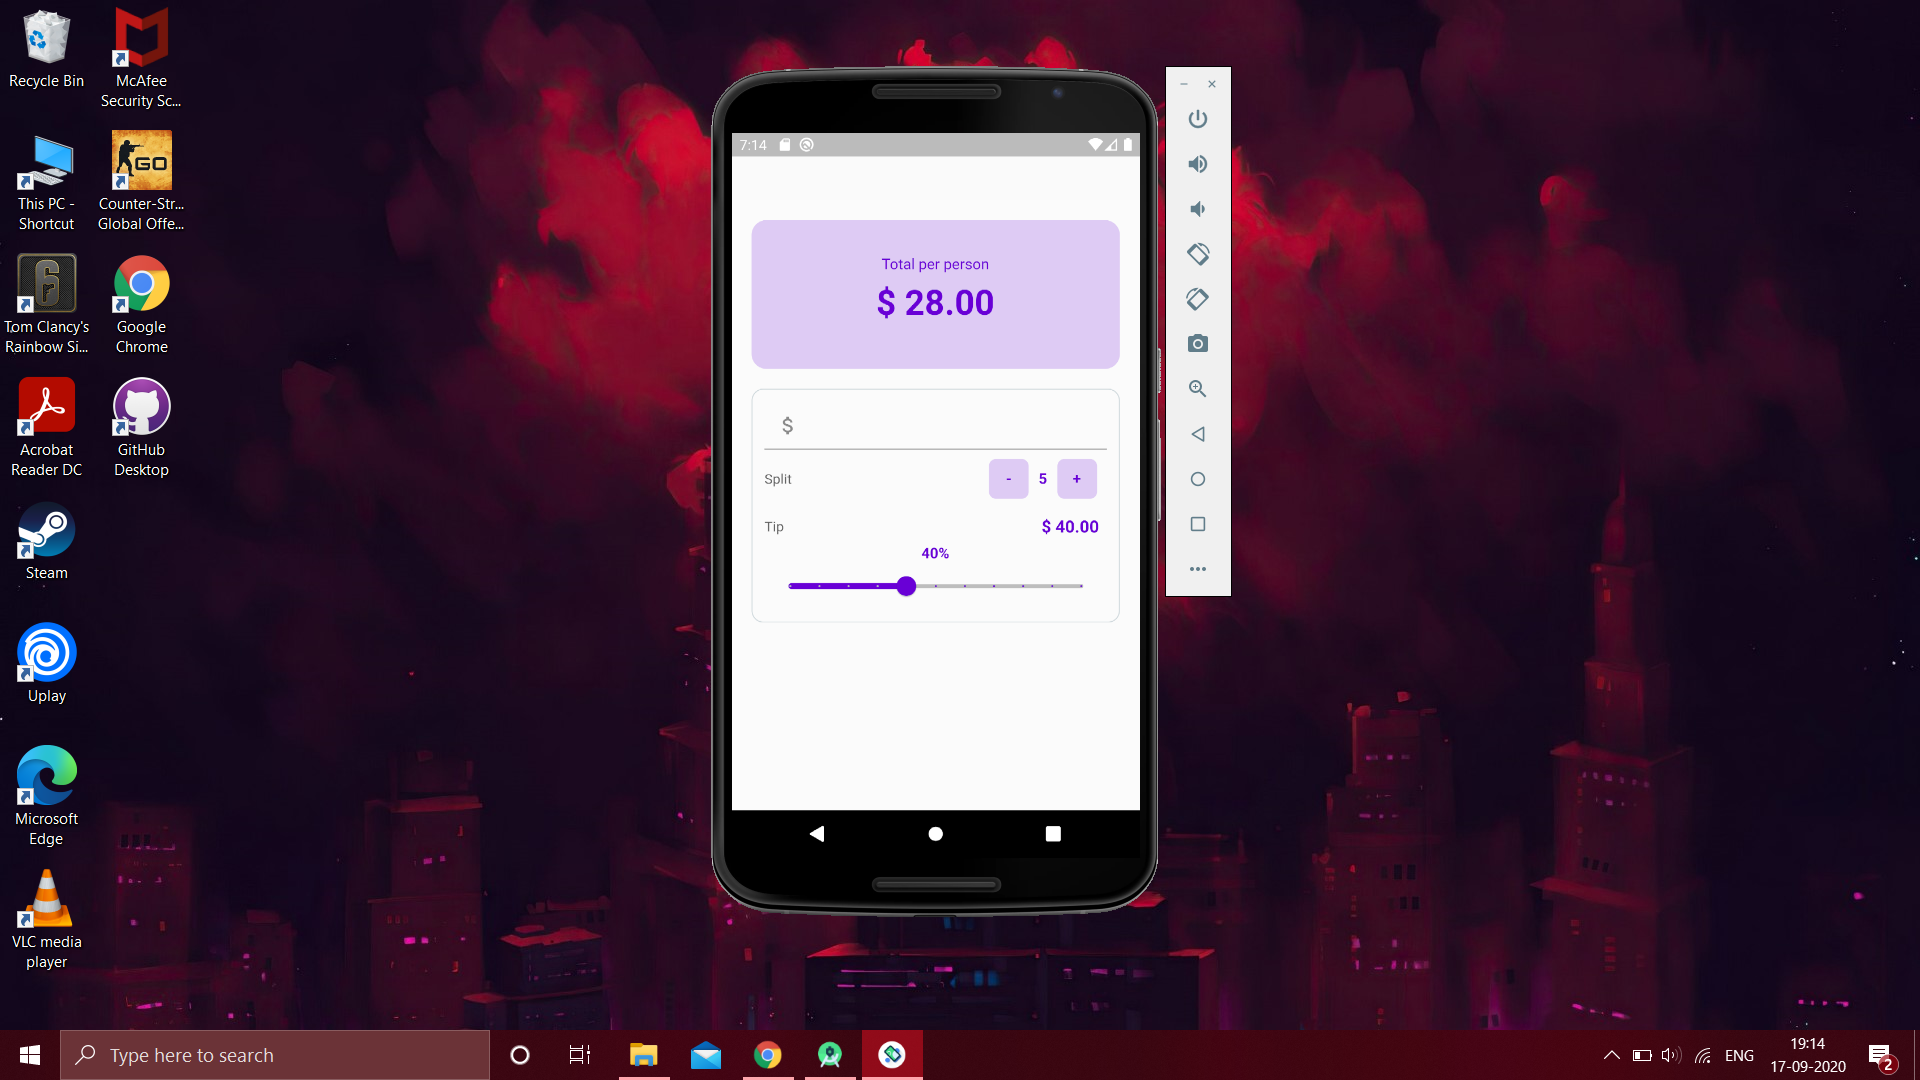 Recycle Bin
McAfee
Security Sc...
This PC -
Shortcut
GO
Counter-Str...
Global Offe...
6
Tom Clancy's
Rainbow Si...
Google
Chrome
Acrobat
Reader DC
GitHub
Desktop
Steam
Uplay
Microsoft
Edge
VLC media
player
7:14
Total per person
$ 28.00
$
Split
- 5 +
Tip
$ 40.00
40%
Type here to search
ENG
19:14
17-09-2020
2